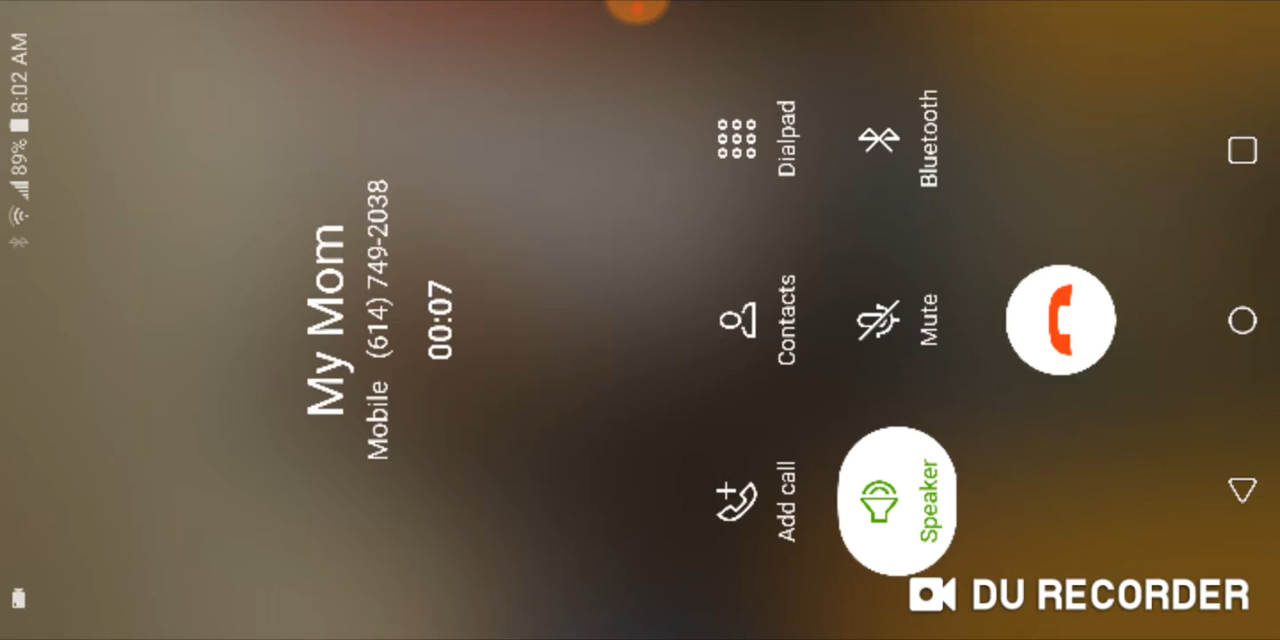 89% 8:02 AM
My Mom
Mobile (614) 749-2038
00:07
Add call
Contacts
Dialpad
Speaker
Mute
Bluetooth
DU RECORDER